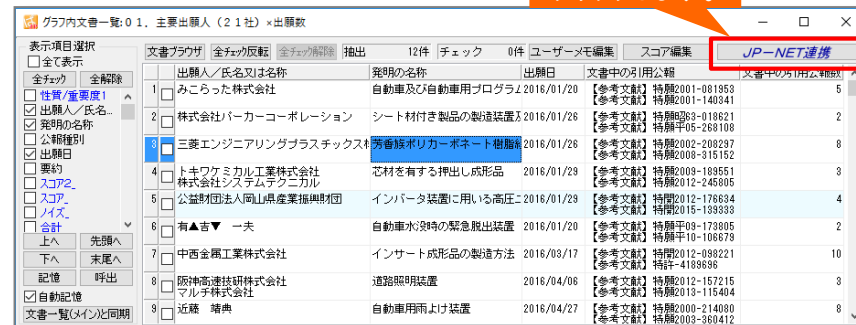 グラフ内文書一覧:０１．主要出願人（２１社）×出願数
表示項目選択
全て表示
全チェック 全解除
性質/重要度1
出願人／氏名…
発明の名称
公報種別
出願日
要約
スコア2_
スコア_
ノイズ_
合計
上へ 先頭へ
下へ 末尾へ
記憶 呼出
自動記憶
文書一覧(メイン)と同期
文書ブラウザ 全チェック反転 全チェック解除 抽出 12件 チェック 0件 ユーザーメモ編集 スコア編集 JP－NET連携
出願人／氏名又は名称 発明の名称 出願日 文書中の引用公報 文書中の引用公報数
1 みこらった株式会社 自動車及び自動車用プログラム 2016/01/20 【参考文献】特願2001-081953 5
【参考文献】特願2001-140341
2 株式会社パーカーコーポレーション シート材付き製品の製造装置及 2016/01/26 【参考文献】特願昭63-018621 2
【参考文献】特願平05-268108
3 三菱エンジニアリングプラスチックス株 芳香族ポリカーボネート樹脂組 2016/01/26 【参考文献】特願2002-208297 8
【参考文献】特願2008-315152
4 トキワケミカル工業株式会社 芯材を有する押出し成形品 2016/01/29 【参考文献】特願2009-189551 3
株式会社システムテクニカル 【参考文献】特願2012-245805
5 公益財団法人岡山県産業振興財団 インバータ装置に用いる高圧コ 2016/01/29 【参考文献】特開2012-176634 4
【参考文献】特開2015-139333
6 有▲吉▼　一夫 自動車水没時の緊急脱出装置 2016/01/20 【参考文献】特願平09-173805 2
【参考文献】特願平10-106679
7 中西金属工業株式会社 インサート成形品の製造方法 2016/03/17 【参考文献】特開2012-098221 10
【参考文献】特許-4189696
8 阪神高速技研株式会社 道路照明装置 2016/04/06 【参考文献】特願2012-157215 3
マルチ株式会社 【参考文献】特願2013-115404
9 近藤　靖典 自動車用雨よけ装置 2016/04/27 【参考文献】特願2000-214080 8
【参考文献】特願2003-360412